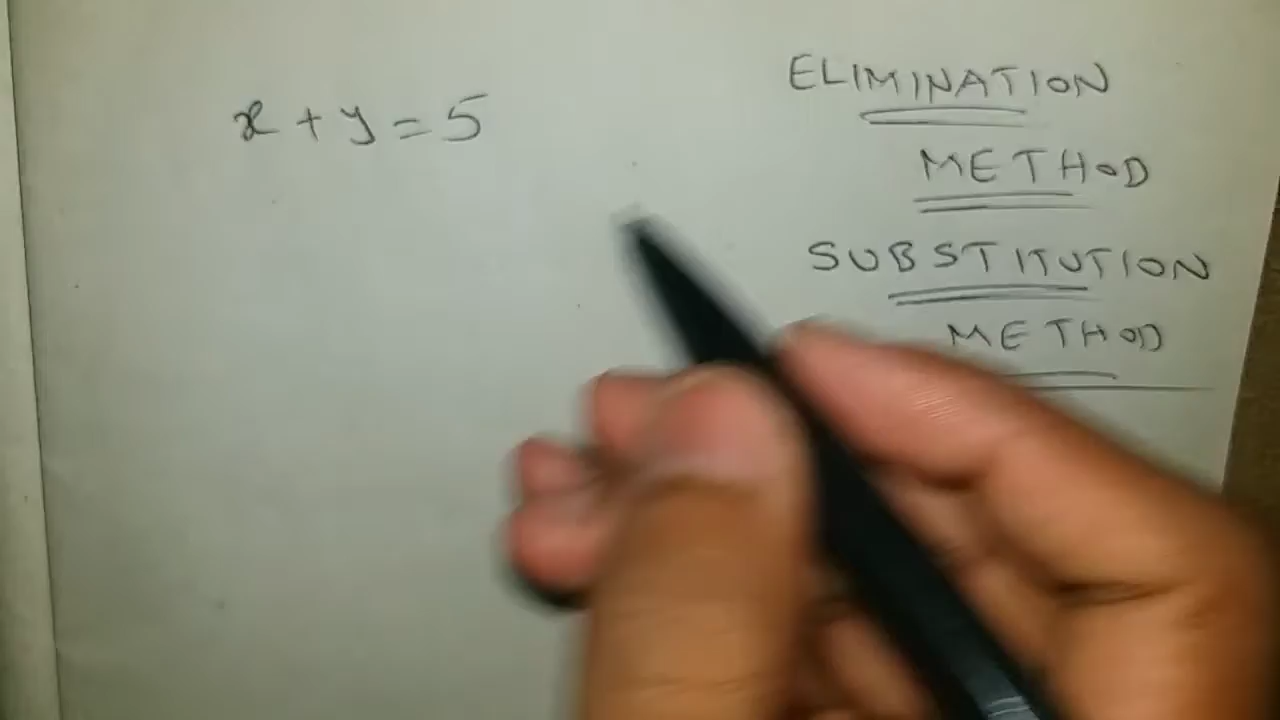 x + y = 5
ELIMINATION
METHOD
SUBSTITUTION
METHOD